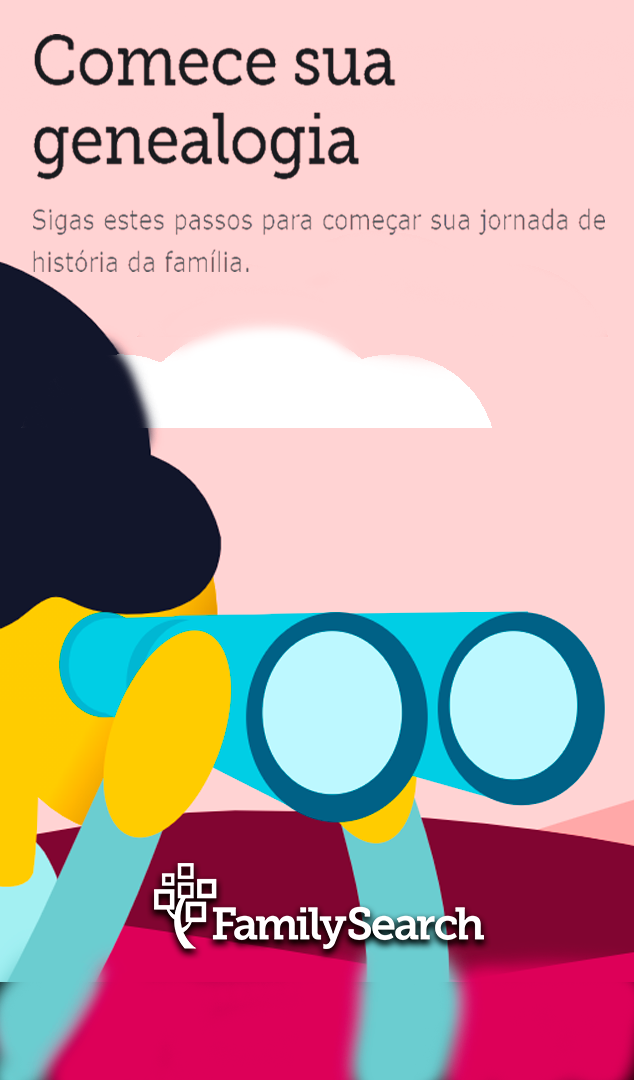 Comece sua
genealogia
Sigas estes passos para começar sua jornada de
história da família.
FamilySearch